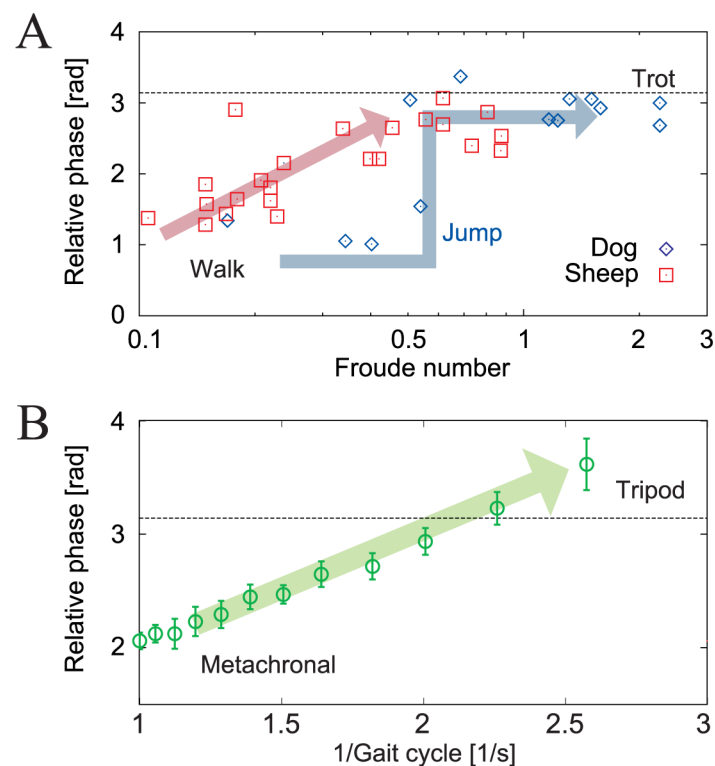 A
4
3
2
1
0
Relative phase [rad]
Trot
Walk
Jump
Dog
Sheep
0.1
0.5
1
2
3
Froude number
B
4
3
2
Relative phase [rad]
Tripod
Metachronal
1
1.5
2
2.5
3
1/Gait cycle [1/s]